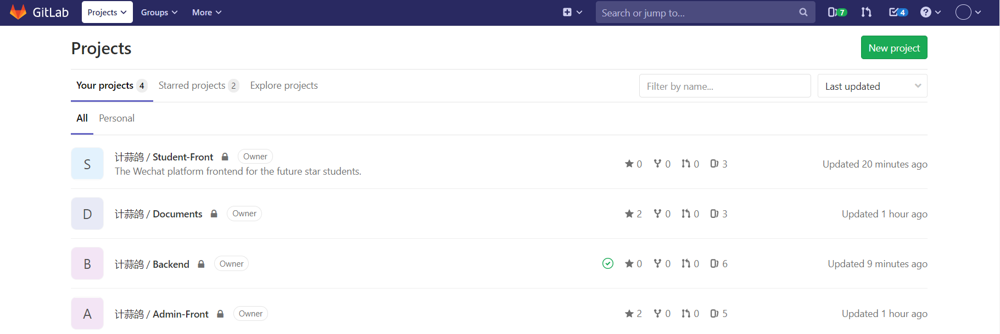 GitLab Projects Groups More Search or jump to... 7 4
Projects New project
Your projects 4 Starred projects 2 Explore projects Filter by name... Last updated
All Personal
S 计蒜鸽 / Student-Front Owner 0 0 0 3 Updated 20 minutes ago
The Wechat platform frontend for the future star students.
D 计蒜鸽 / Documents Owner 2 0 0 3 Updated 1 hour ago
B 计蒜鸽 / Backend Owner 0 0 0 6 Updated 9 minutes ago
A 计蒜鸽 / Admin-Front Owner 2 0 0 5 Updated 1 hour ago